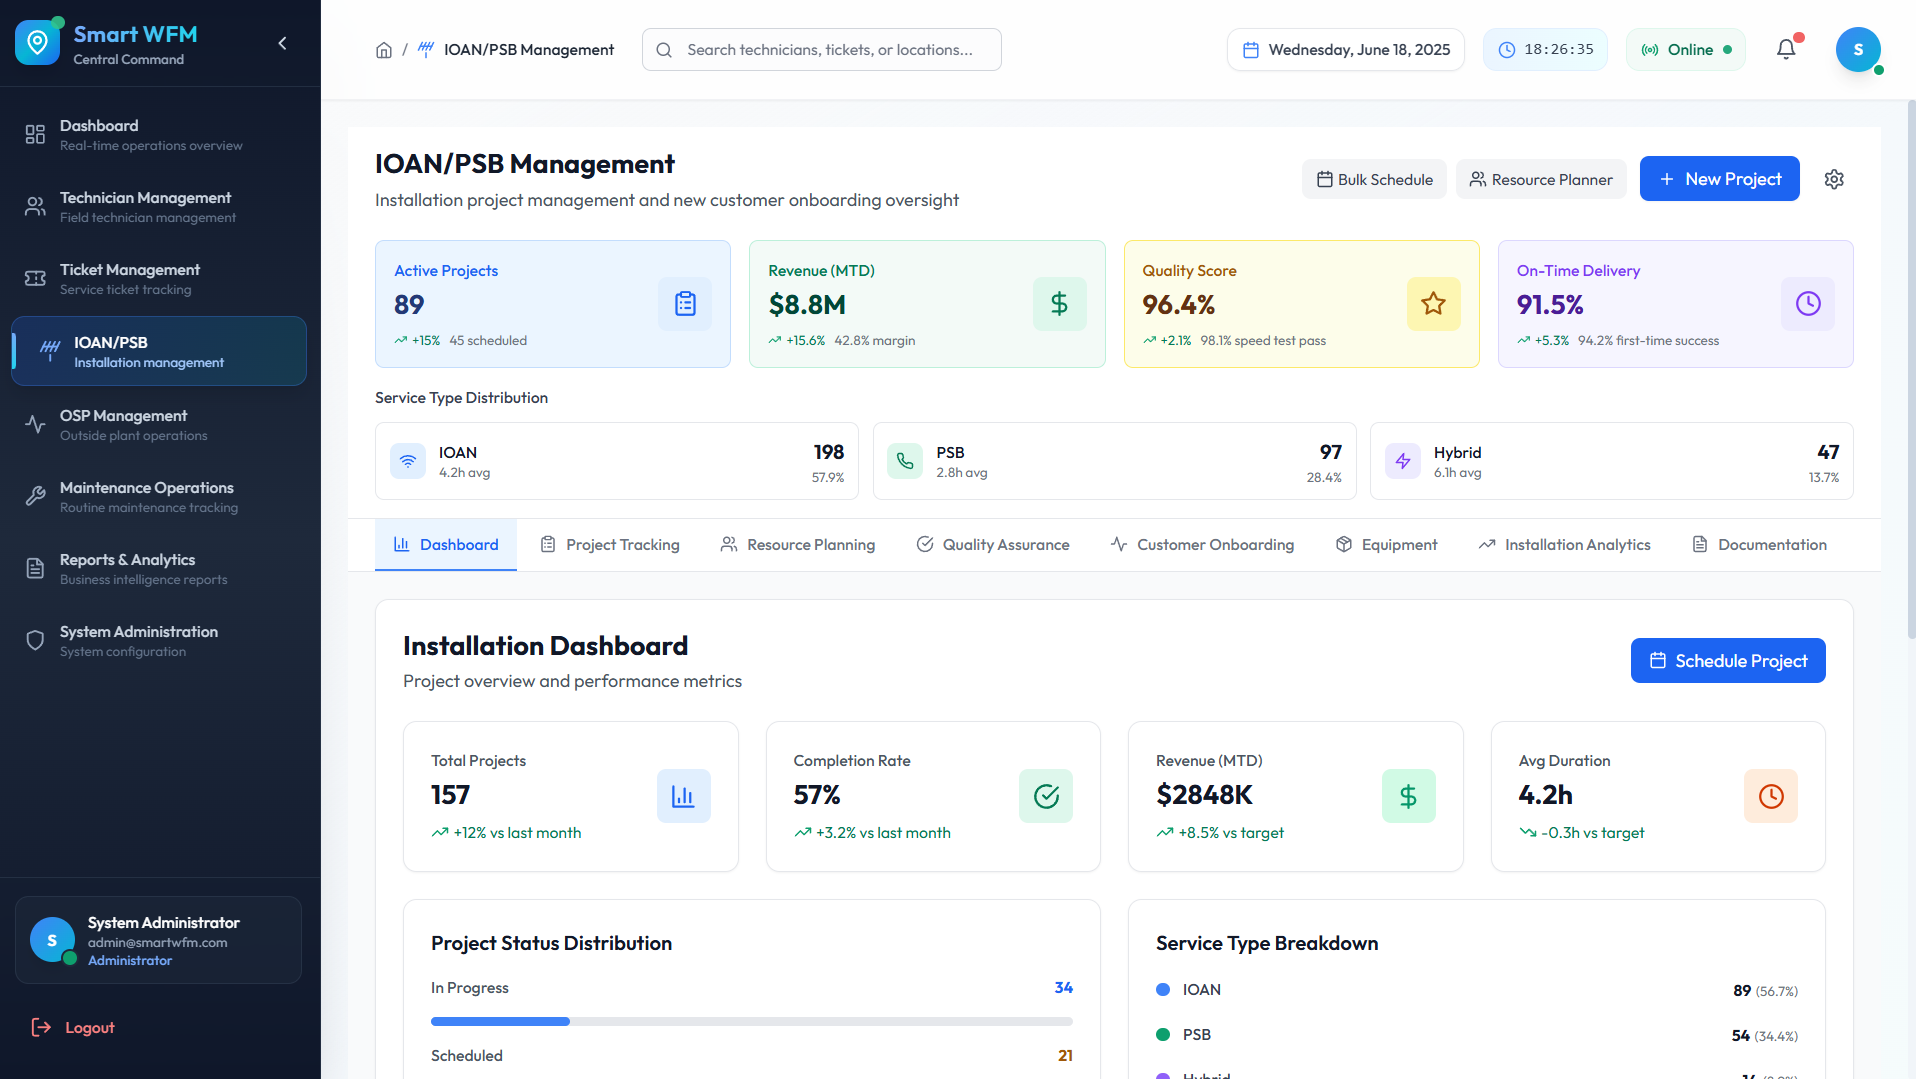 Smart WFM
Central Command
Dashboard
Real-time operations overview
Technician Management
Field technician management
Ticket Management
Service ticket tracking
IOAN/PSB
Installation management
OSP Management
Outside plant operations
Maintenance Operations
Routine maintenance tracking
Reports & Analytics
Business intelligence reports
System Administration
System configuration
S
System Administrator
admin@smartwfm.com
Administrator
Logout
/ IOAN/PSB Management
Search technicians, tickets, or locations...
Wednesday, June 18, 2025
18:26:35
Online
S
IOAN/PSB Management
Installation project management and new customer onboarding oversight
Bulk Schedule
Resource Planner
New Project
Active Projects
89
+15% 45 scheduled
Revenue (MTD)
$8.8M
+15.6% 42.8% margin
Quality Score
96.4%
+2.1% 98.1% speed test pass
On-Time Delivery
91.5%
+5.3% 94.2% first-time success
Service Type Distribution
IOAN
4.2h avg
198
57.9%
PSB
2.8h avg
97
28.4%
Hybrid
6.1h avg
47
13.7%
Dashboard
Project Tracking
Resource Planning
Quality Assurance
Customer Onboarding
Equipment
Installation Analytics
Documentation
Installation Dashboard
Project overview and performance metrics
Schedule Project
Total Projects
157
+12% vs last month
Completion Rate
57%
+3.2% vs last month
Revenue (MTD)
$2848K
+8.5% vs target
Avg Duration
4.2h
-0.3h vs target
Project Status Distribution
In Progress 34
Scheduled 21
Service Type Breakdown
IOAN 89 (56.7%)
PSB 54 (34.4%)
Hybrid